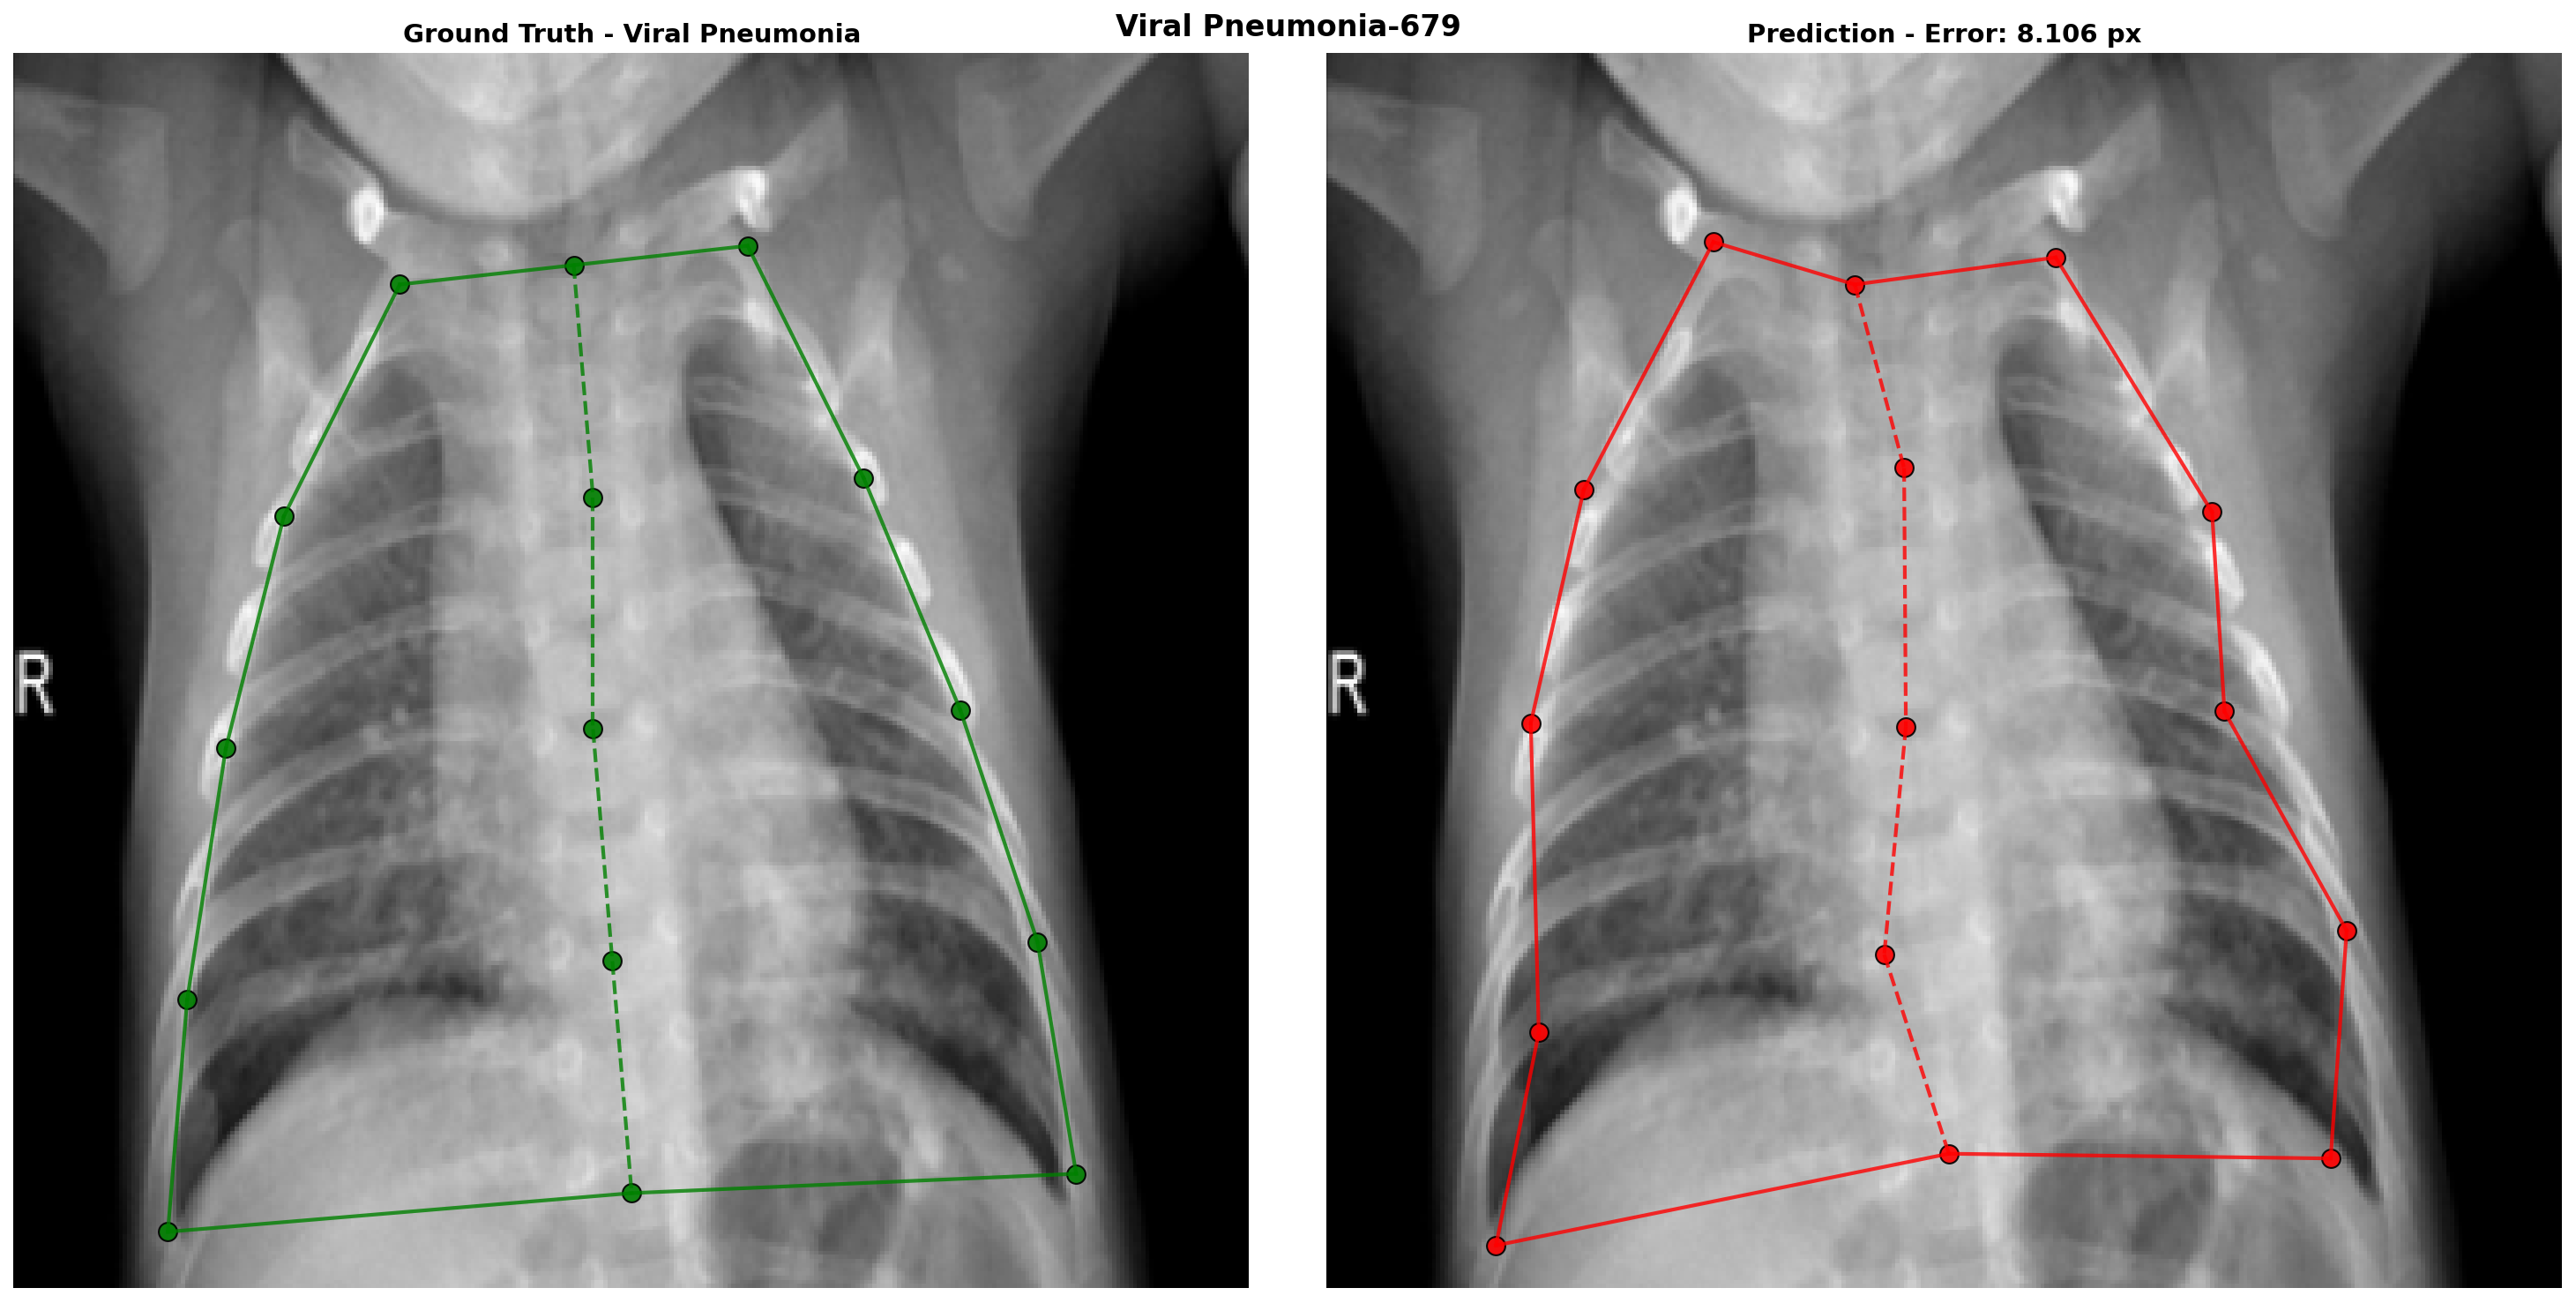 Viral Pneumonia-679
Ground Truth - Viral Pneumonia
Prediction - Error: 8.106 px
R
R